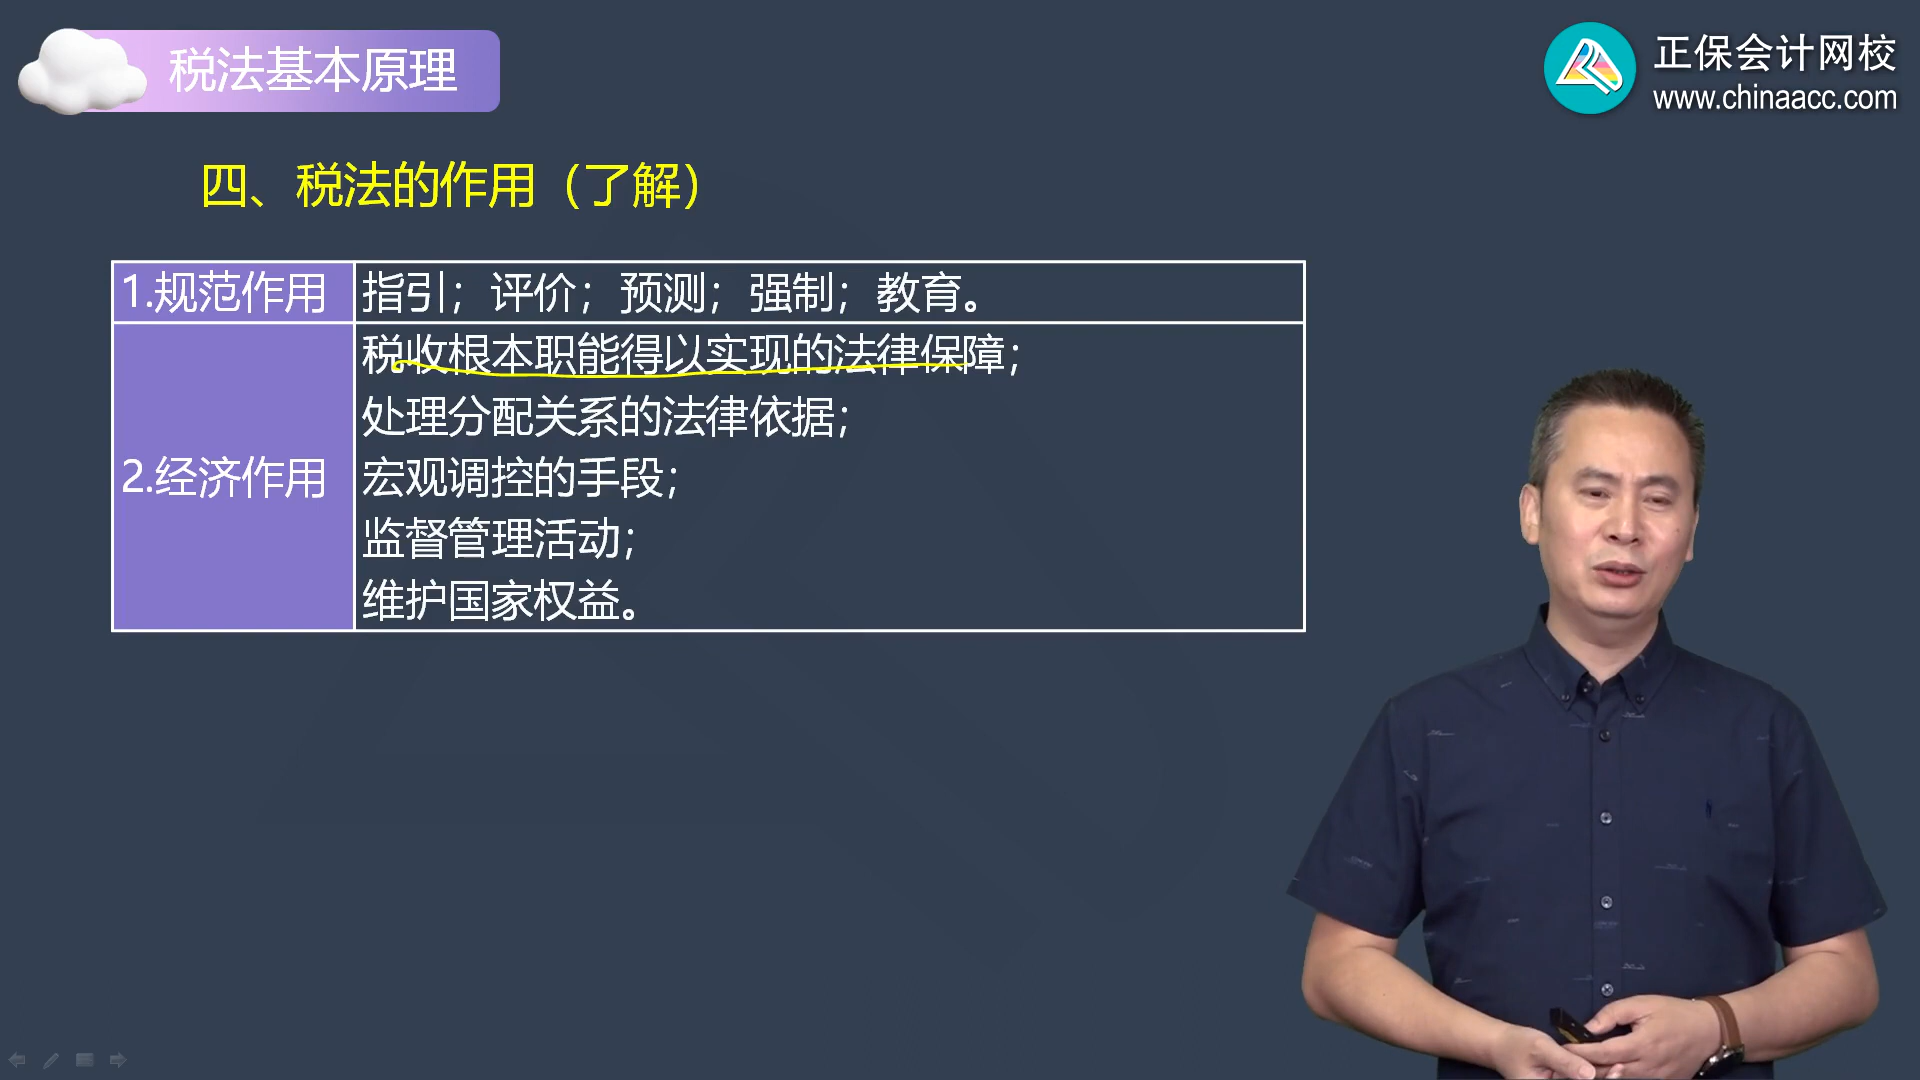 税法基本原理
正保会计网校
www.chinaacc.com
四、税法的作用（了解）
1.规范作用
指引；评价；预测；强制；教育。
2.经济作用
税收根本职能得以实现的法律保障；
处理分配关系的法律依据；
宏观调控的手段；
监督管理活动；
维护国家权益。